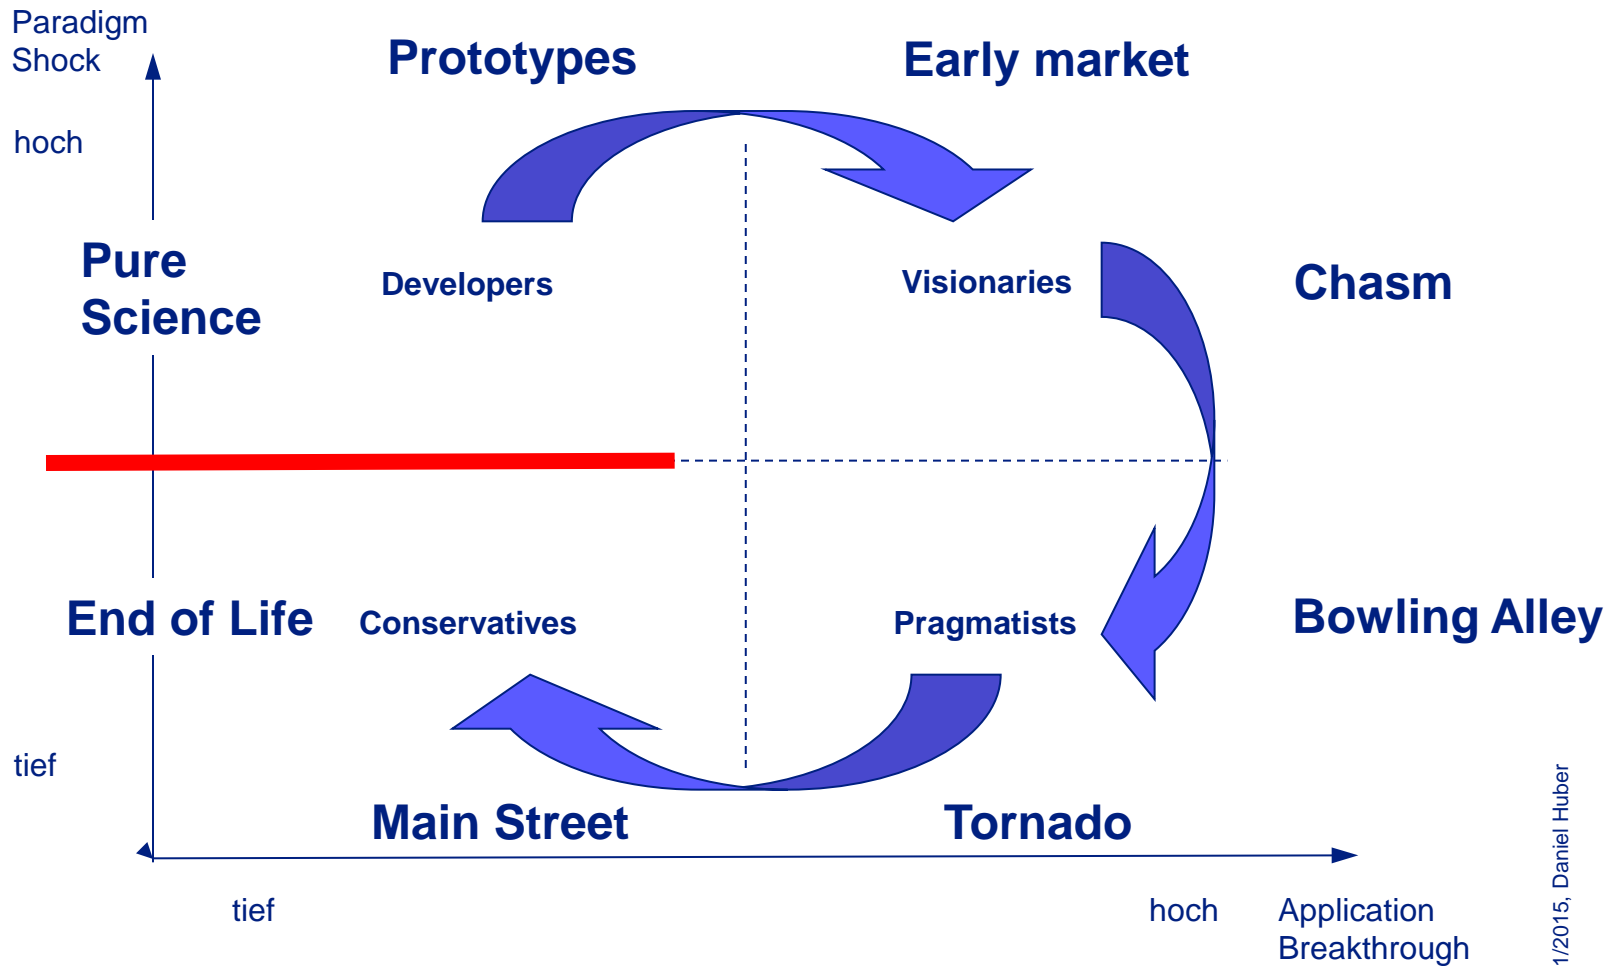 Paradigm
Shock
Prototypes
Early market
hoch
Pure
Science
Developers
Visionaries
Chasm
End of Life
Conservatives
Pragmatists
Bowling Alley
tief
Main Street
Tornado
tief
hoch
Application
Breakthrough
1/2015, Daniel Huber